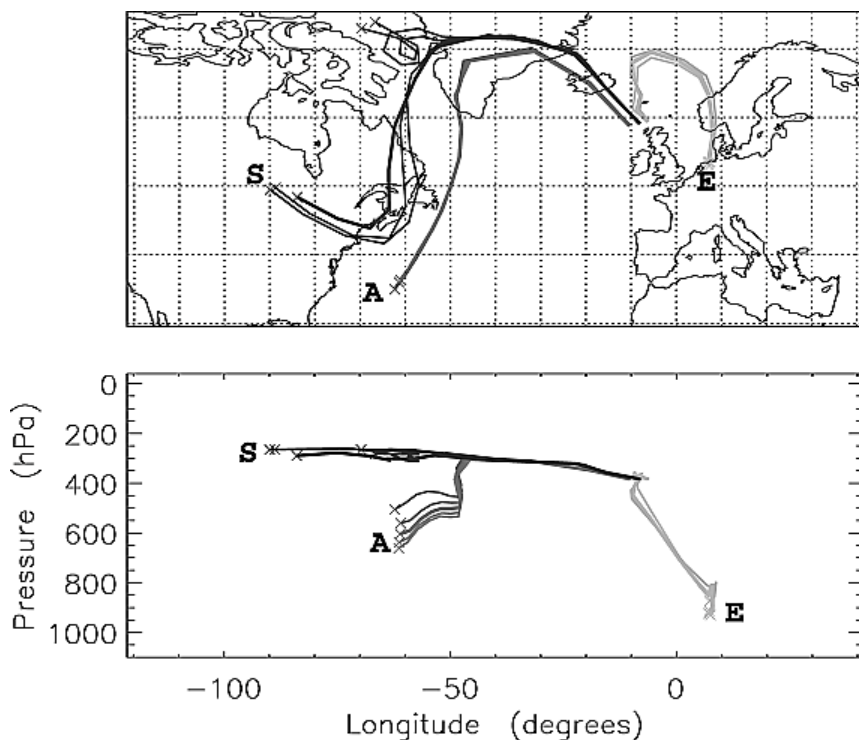 S
E
A
0
200
S
400
600
A
800
E
1000
Pressure (hPa)
-100 -50 0
Longitude (degrees)